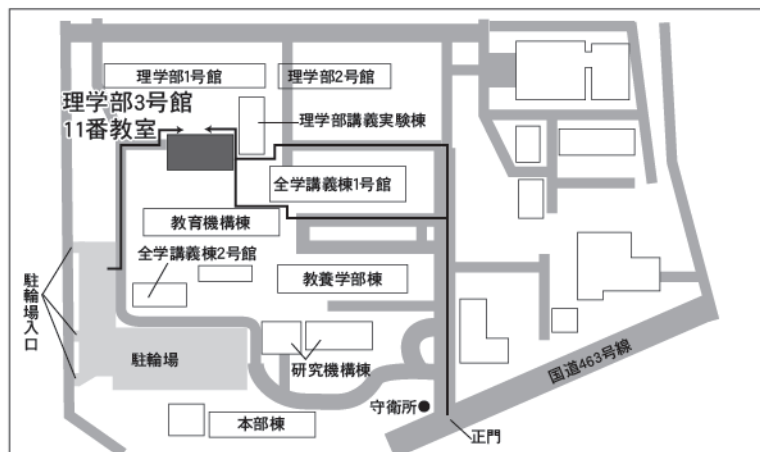 理学部1号館
理学部2号館
理学部3号館
11番教室
理学部講義実験棟
全学講義棟1号館
教育機構棟
全学講義棟2号館
教養学部棟
駐輪場入口
駐輪場
研究機構棟
国道463号線
守衛所
本部棟
正門